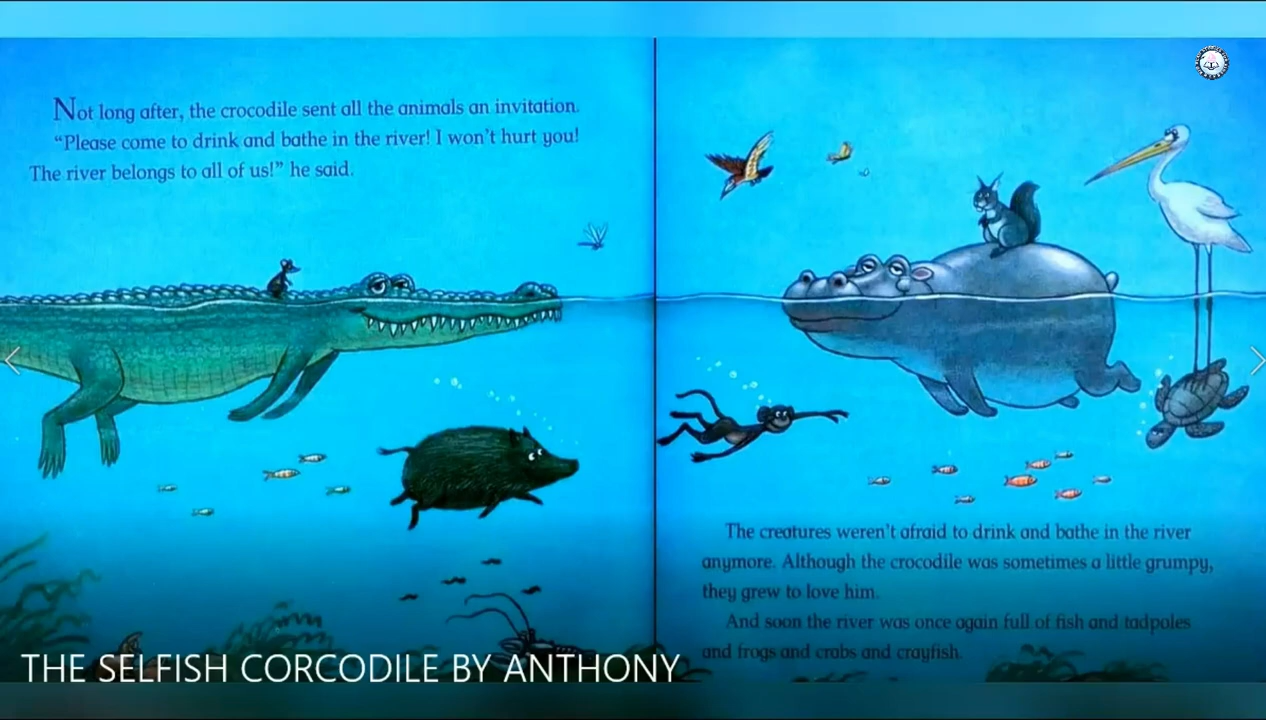 Not long after, the crocodile sent all the animals an invitation.
“Please come to drink and bathe in the river! I won’t hurt you!
The river belongs to all of us!” he said.
The creatures weren’t afraid to drink and bathe in the river
anymore. Although the crocodile was sometimes a little grumpy,
they grew to love him.
And soon the river was once again full of fish and tadpoles
and frogs and crabs and crayfish.
THE SELFISH CORCODILE BY ANTHONY